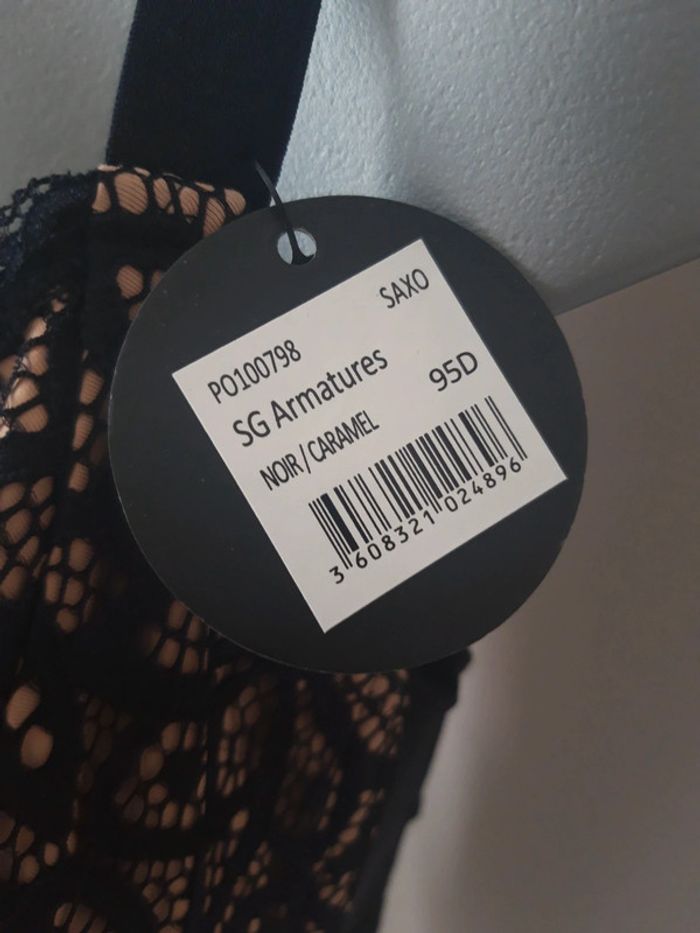 SAXO
PO100798
SG Armatures
95D
NOIR/CARAMEL
3 608321 024896